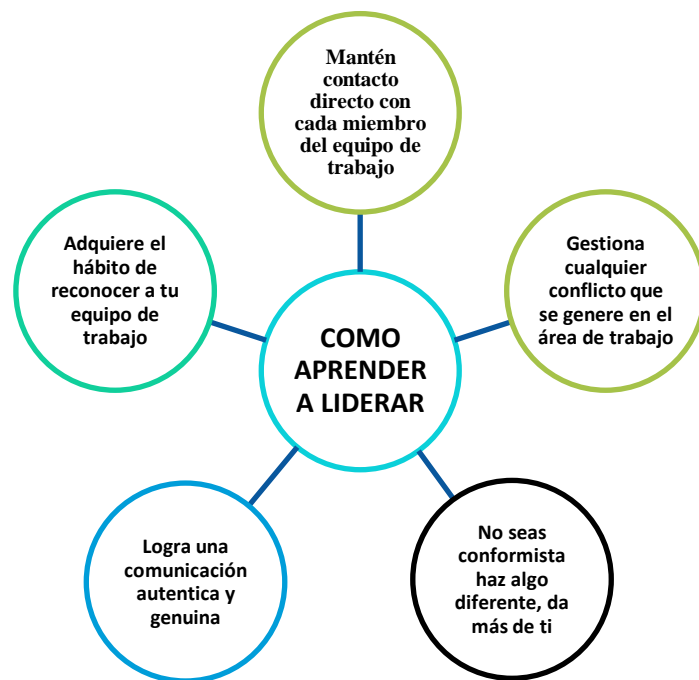 Mantén
contacto
directo con
cada miembro
del equipo de
trabajo
Adquiere el
hábito de
reconocer a tu
equipo de
trabajo
Gestiona
cualquier
conflicto que
se genere en el
área de trabajo
COMO
APRENDER
A LIDERAR
Logra una
comunicación
autentica y
genuina
No seas
conformista
haz algo
diferente, da
más de ti